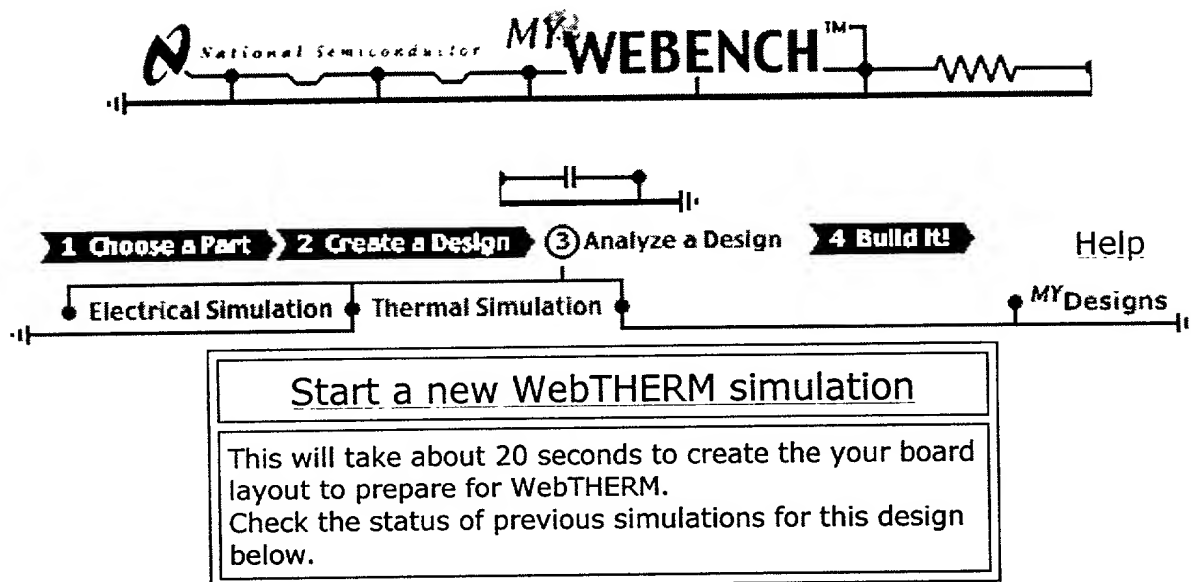 National Semiconductor MY WEBENCH™
1 Choose a Part 2 Create a Design 3 Analyze a Design 4 Build It! Help
Electrical Simulation Thermal Simulation MY Designs
Start a new WebTHERM simulation
This will take about 20 seconds to create the your board
layout to prepare for WebTHERM.
Check the status of previous simulations for this design
below.